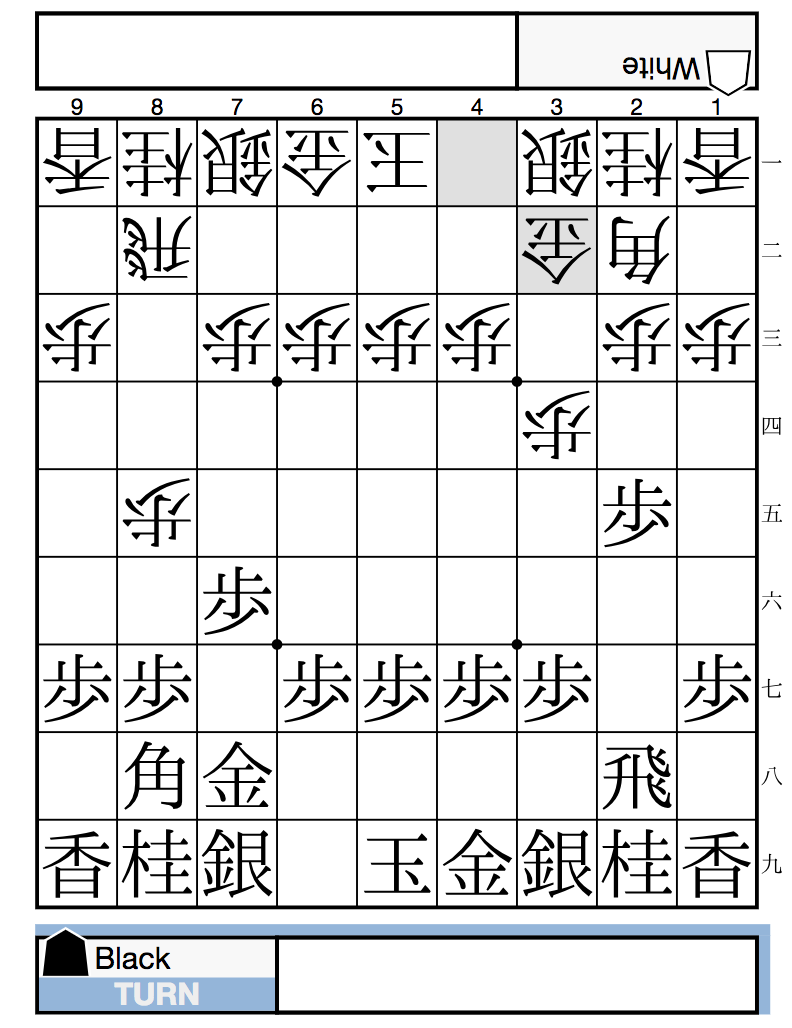 White
9 8 7 6 5 4 3 2 1
香 桂 銀 金 玉 銀 桂 香 一
飛 金 角 二
歩 歩 歩 歩 歩 歩 歩 三
歩 四
歩 歩 五
歩 六
歩 歩 歩 歩 歩 歩 歩 七
角 金 飛 八
香 桂 銀 玉 金 銀 桂 香 九
Black
TURN